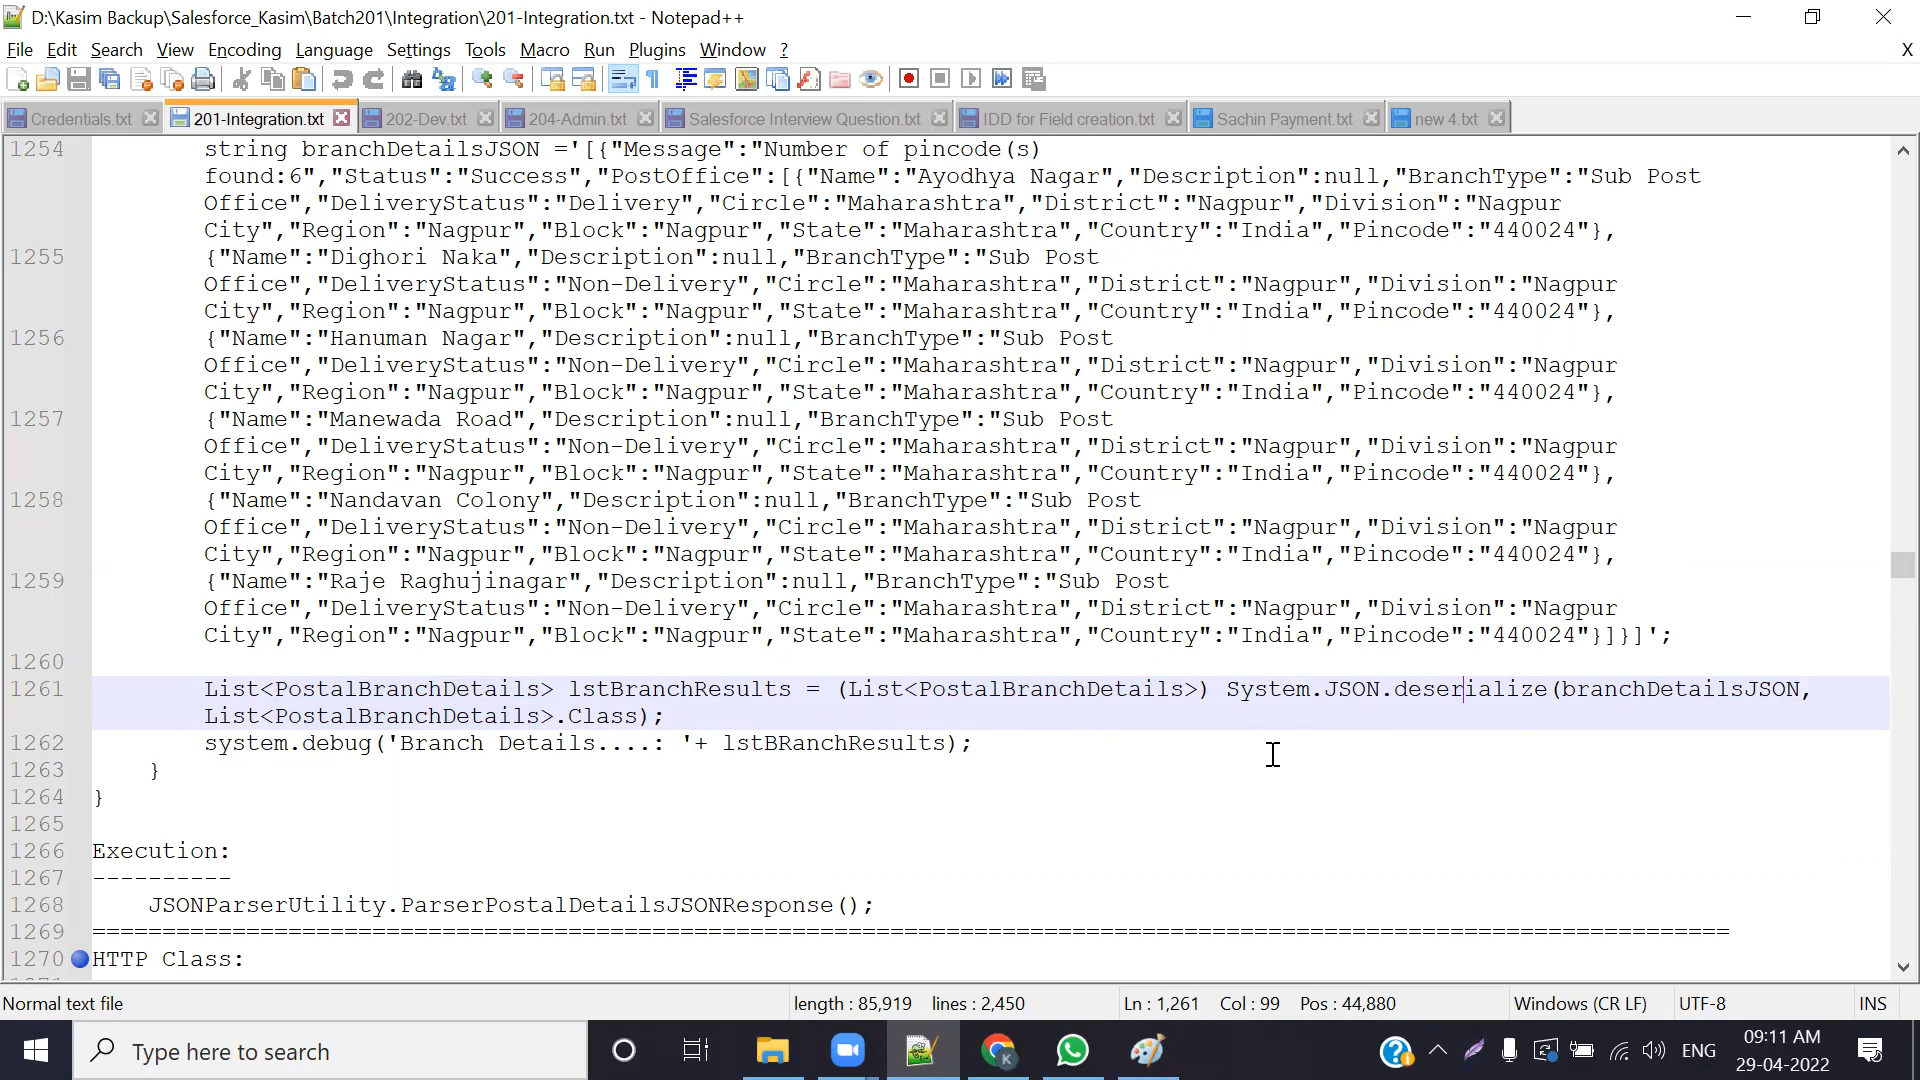 D:\Kasim Backup\Salesforce_Kasim\Batch201\Integration\201-Integration.txt - Notepad++
File Edit Search View Encoding Language Settings Tools Macro Run Plugins Window ? X
Credentials.txt 201-Integration.txt 202-Dev.txt 204-Admin.txt Salesforce Interview Question.txt IDD for Field creation.txt Sachin Payment.txt new 4.txt
1254 string branchDetailsJSON ='[{"Message":"Number of pincode(s)
found:6","Status":"Success","PostOffice":[{"Name":"Ayodhya Nagar","Description":null,"BranchType":"Sub Post
Office","DeliveryStatus":"Delivery","Circle":"Maharashtra","District":"Nagpur","Division":"Nagpur
City","Region":"Nagpur","Block":"Nagpur","State":"Maharashtra","Country":"India","Pincode":"440024"},
1255 {"Name":"Dighori Naka","Description":null,"BranchType":"Sub Post
Office","DeliveryStatus":"Non-Delivery","Circle":"Maharashtra","District":"Nagpur","Division":"Nagpur
City","Region":"Nagpur","Block":"Nagpur","State":"Maharashtra","Country":"India","Pincode":"440024"},
1256 {"Name":"Hanuman Nagar","Description":null,"BranchType":"Sub Post
Office","DeliveryStatus":"Non-Delivery","Circle":"Maharashtra","District":"Nagpur","Division":"Nagpur
City","Region":"Nagpur","Block":"Nagpur","State":"Maharashtra","Country":"India","Pincode":"440024"},
1257 {"Name":"Manewada Road","Description":null,"BranchType":"Sub Post
Office","DeliveryStatus":"Non-Delivery","Circle":"Maharashtra","District":"Nagpur","Division":"Nagpur
City","Region":"Nagpur","Block":"Nagpur","State":"Maharashtra","Country":"India","Pincode":"440024"},
1258 {"Name":"Nandavan Colony","Description":null,"BranchType":"Sub Post
Office","DeliveryStatus":"Non-Delivery","Circle":"Maharashtra","District":"Nagpur","Division":"Nagpur
City","Region":"Nagpur","Block":"Nagpur","State":"Maharashtra","Country":"India","Pincode":"440024"},
1259 {"Name":"Raje Raghujinagar","Description":null,"BranchType":"Sub Post
Office","DeliveryStatus":"Non-Delivery","Circle":"Maharashtra","District":"Nagpur","Division":"Nagpur
City","Region":"Nagpur","Block":"Nagpur","State":"Maharashtra","Country":"India","Pincode":"440024"}]}]';
1260
1261 List<PostalBranchDetails> lstBranchResults = (List<PostalBranchDetails>) System.JSON.deserialize(branchDetailsJSON,
List<PostalBranchDetails>.Class);
1262 system.debug('Branch Details....: '+ lstBRanchResults);
1263 }
1264 }
1265
1266 Execution:
1267 ----------
1268 JSONParserUtility.ParserPostalDetailsJSONResponse();
1269 =====================================================================================================================
1270 HTTP Class:
Normal text file length : 85,919 lines : 2,450 Ln : 1,261 Col : 99 Pos : 44,880 Windows (CR LF) UTF-8 INS
Type here to search ENG 09:11 AM
29-04-2022